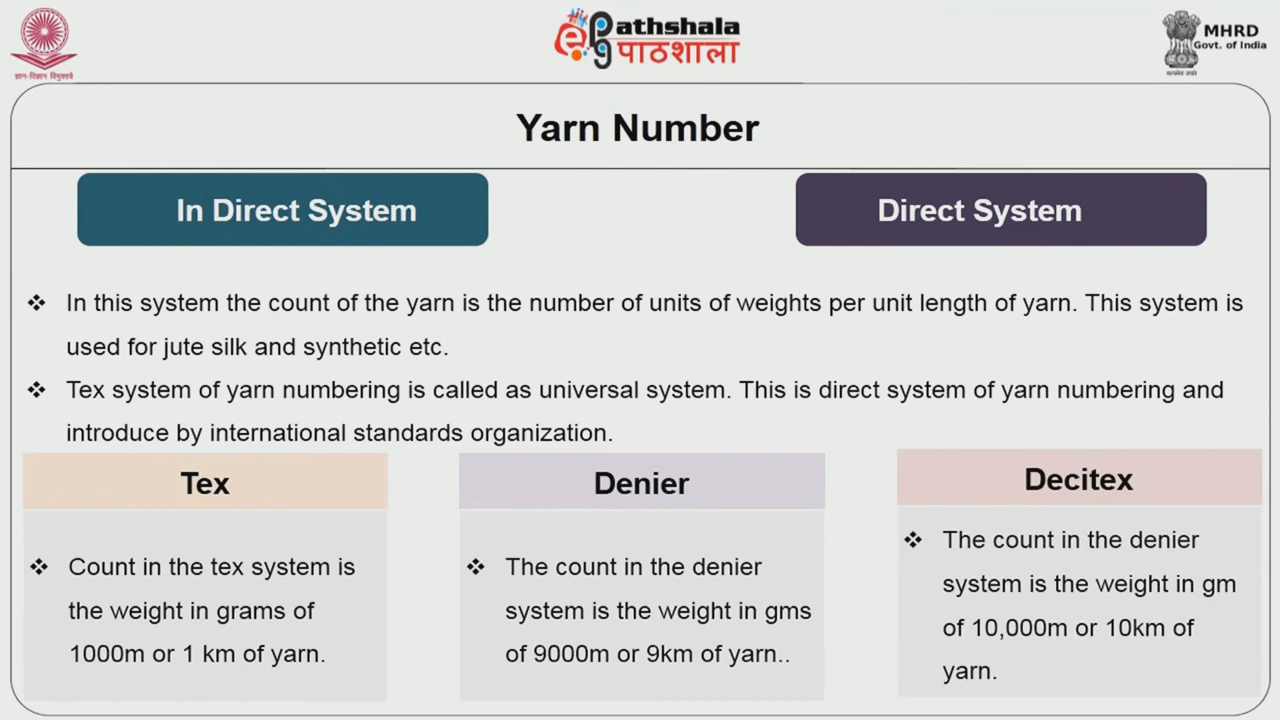 ज्ञान-विज्ञान विमुक्तये
ePathshala
पाठशाला
MHRD
Govt. of India
सत्यमेव जयते
Yarn Number
In Direct System
Direct System
❖ In this system the count of the yarn is the number of units of weights per unit length of yarn. This system is
used for jute silk and synthetic etc.
❖ Tex system of yarn numbering is called as universal system. This is direct system of yarn numbering and
introduce by international standards organization.
Tex
❖ Count in the tex system is
the weight in grams of
1000m or 1 km of yarn.
Denier
❖ The count in the denier
system is the weight in gms
of 9000m or 9km of yarn..
Decitex
❖ The count in the denier
system is the weight in gm
of 10,000m or 10km of
yarn.